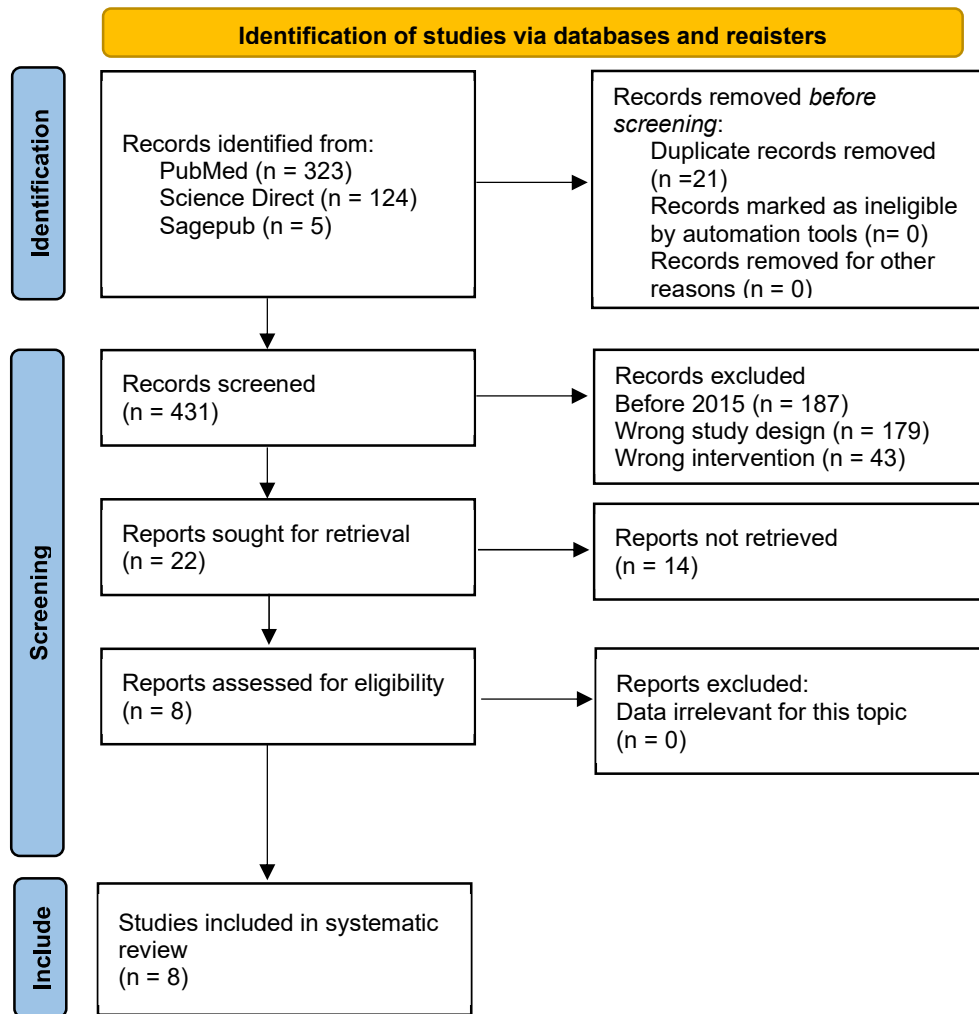 Identification of studies via databases and registers
Identification
Records identified from:
PubMed (n = 323)
Science Direct (n = 124)
Sagepub (n = 5)
Records removed before
screening:
Duplicate records removed
(n =21)
Records marked as ineligible
by automation tools (n= 0)
Records removed for other
reasons (n = 0)
Screening
Records screened
(n = 431)
Records excluded
Before 2015 (n = 187)
Wrong study design (n = 179)
Wrong intervention (n = 43)
Reports sought for retrieval
(n = 22)
Reports not retrieved
(n = 14)
Reports assessed for eligibility
(n = 8)
Reports excluded:
Data irrelevant for this topic
(n = 0)
Include
Studies included in systematic
review
(n = 8)